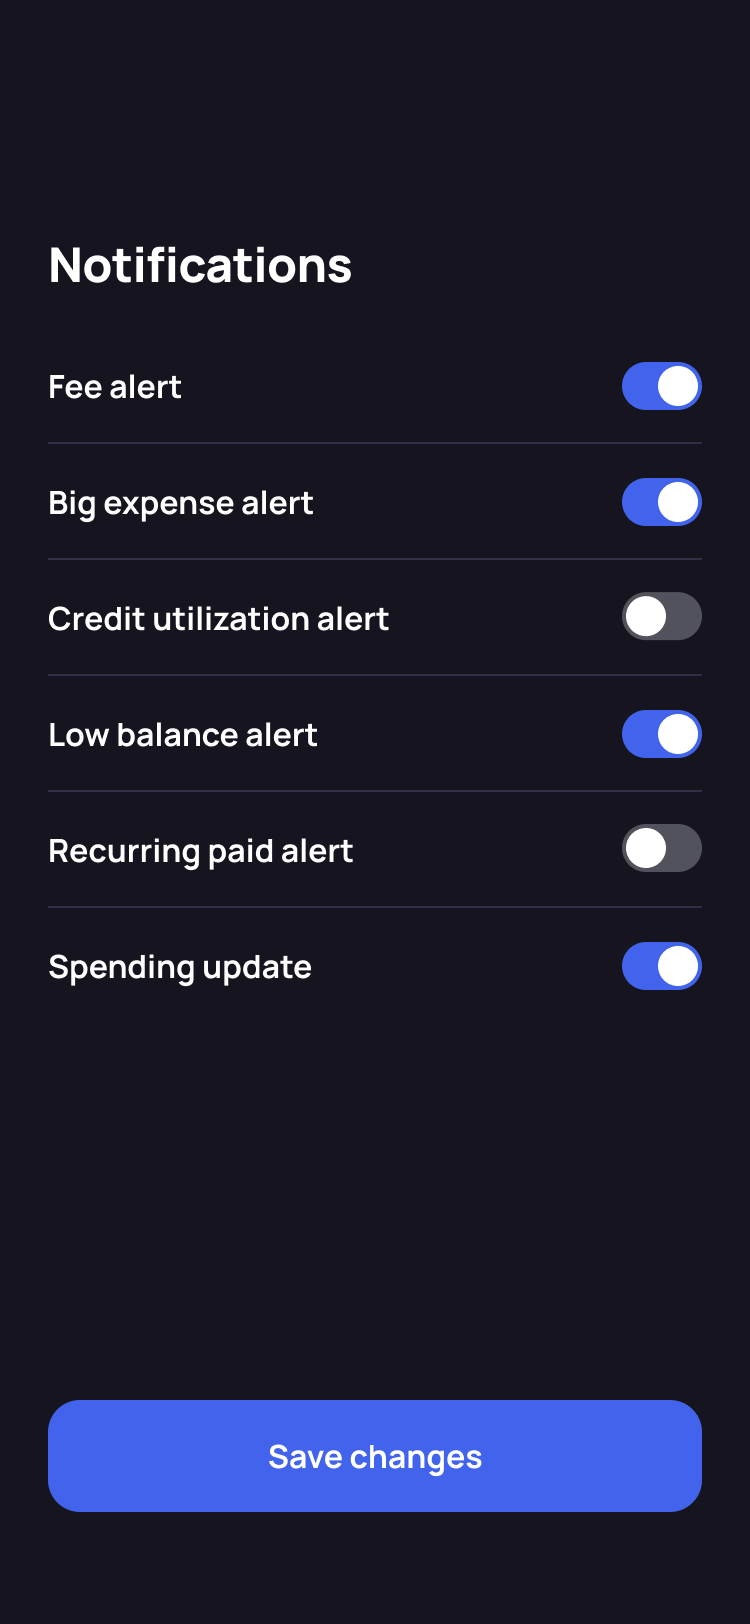 Notifications
Fee alert
Big expense alert
Credit utilization alert
Low balance alert
Recurring paid alert
Spending update
Save changes